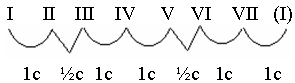 I II III IV V VI VII (I)
1c ½c 1c 1c ½c 1c 1c